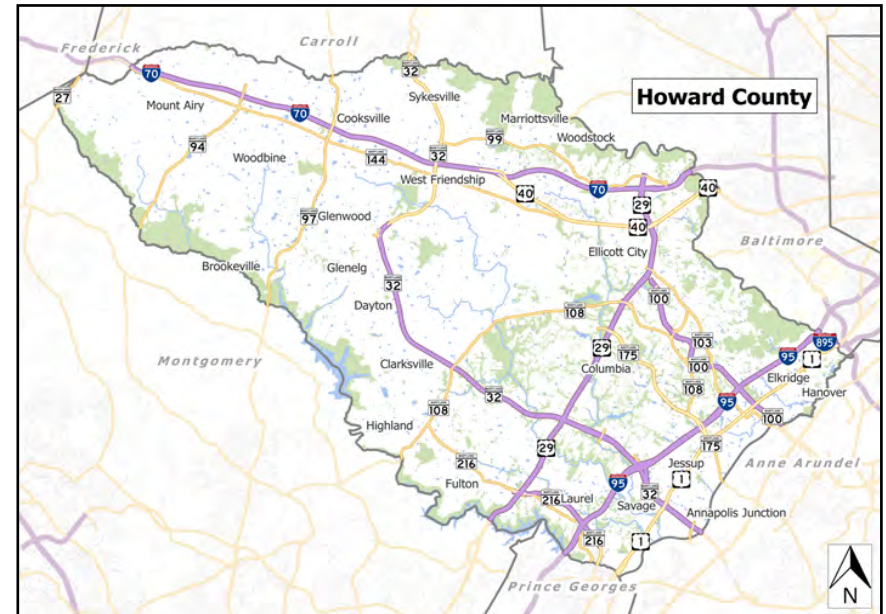 Carroll
Frederick
70
32
27
Mount Airy
70
Sykesville
Howard County
Cooksville
Marriottsville
94
99
Woodstock
Woodbine
144
32
West Friendship
70
40
40
29
97
Glenwood
40
Baltimore
Ellicott City
Brookeville
Glenelg
32
100
Dayton
108
103
895
29
175
95
1
Montgomery
Clarksville
Columbia
100
Elkridge
32
108
Hanover
95
108
100
Highland
29
175
216
Jessup
Anne Arundel
Fulton
95
1
216
Laurel
32
Savage
Annapolis Junction
216
1
Prince Georges
N